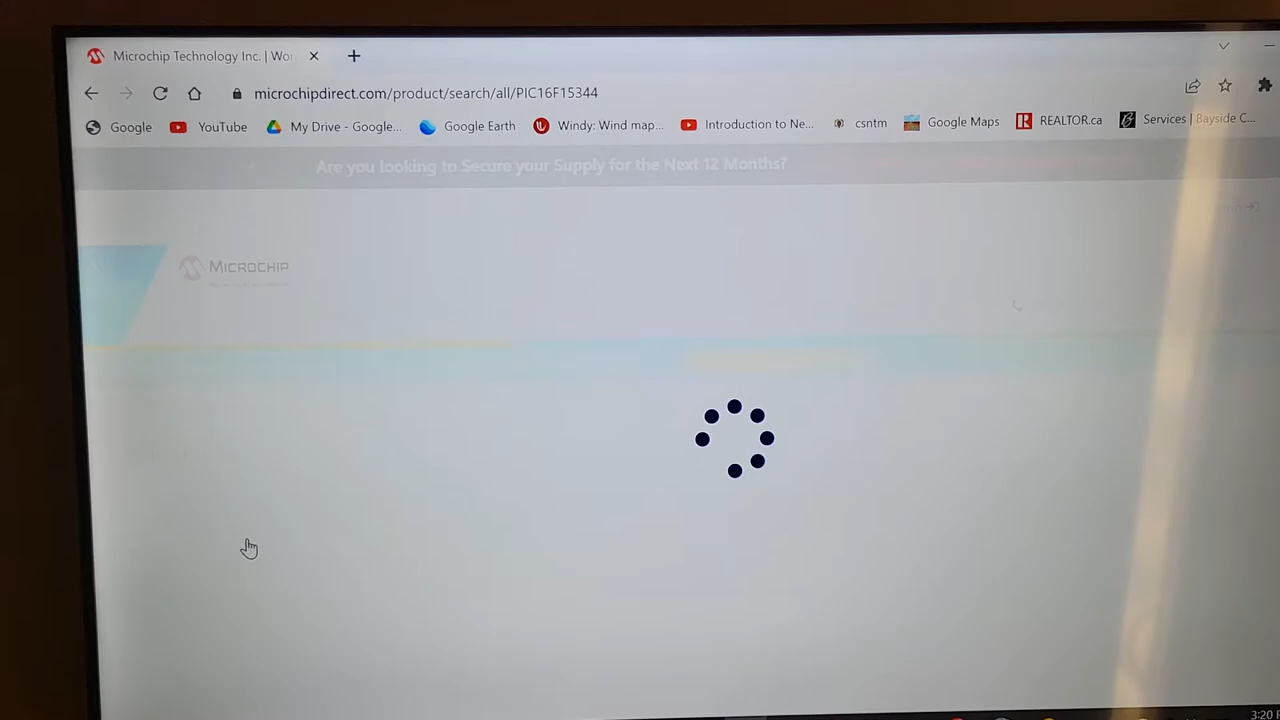 Microchip Technology Inc. | Wor
microchipdirect.com/product/search/all/PIC16F15344
Google YouTube My Drive - Google... Google Earth Windy: Wind map... Introduction to Ne... csntm Google Maps REALTOR.ca Services | Bayside C...
Are you looking to Secure your Supply for the Next 12 Months?
MICROCHIP
3:20